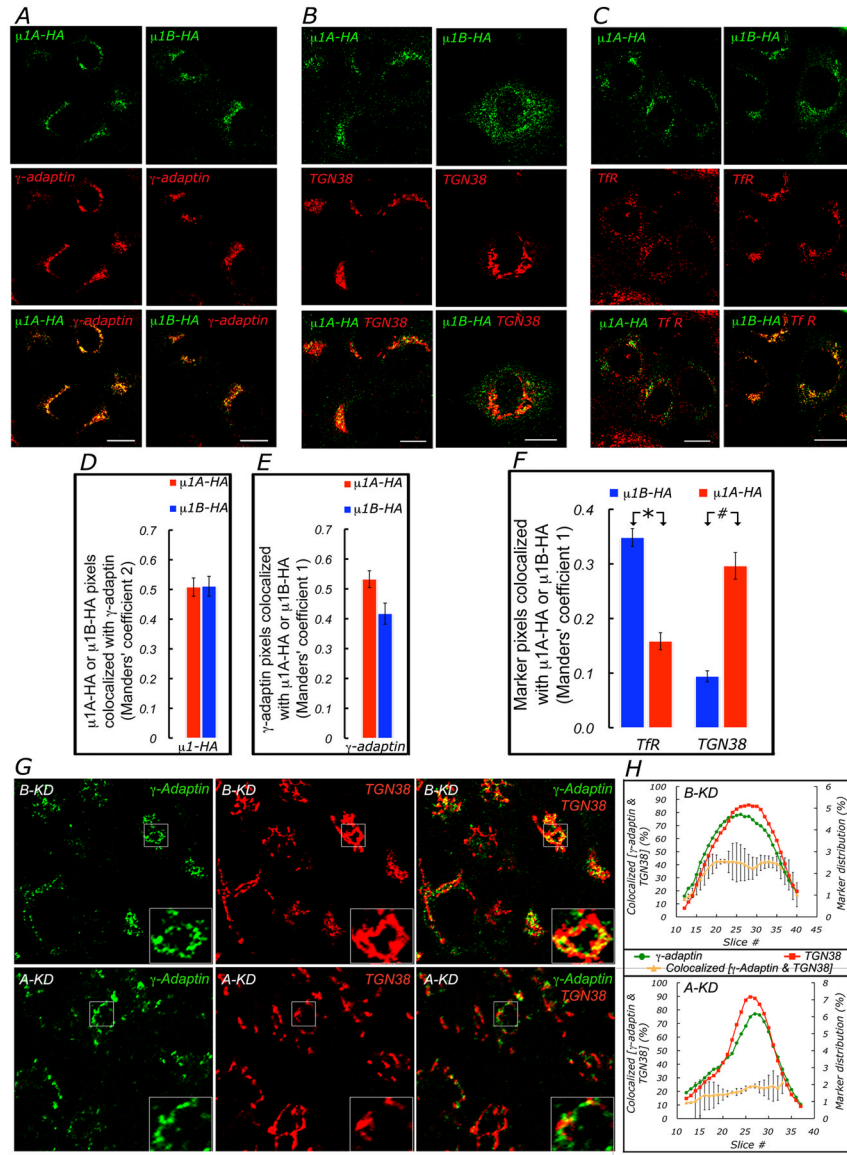 A
μ1A-HA
μ1B-HA
γ-adaptin
γ-adaptin
μ1A-HA γ-adaptin
μ1B-HA γ-adaptin
B
μ1A-HA
μ1B-HA
TGN38
TGN38
μ1A-HA TGN38
μ1B-HA TGN38
C
μ1A-HA
μ1B-HA
TfR
TfR
μ1A-HA Tf R
μ1B-HA Tf R
D
μ1A-HA
μ1B-HA
μ1A-HA or μ1B-HA pixels
colocalized with γ-adaptin
(Manders' coefficient 2)
0.7
0.6
0.5
0.4
0.3
0.2
0.1
0
μ1-HA
E
μ1A-HA
μ1B-HA
γ-adaptin pixels colocalized
with μ1A-HA or μ1B-HA
(Manders' coefficient 1)
0.7
0.6
0.5
0.4
0.3
0.2
0.1
0
γ-adaptin
F
μ1B-HA
μ1A-HA
Marker pixels colocalized
with μ1A-HA or μ1B-HA
(Manders' coefficient 1)
0.4
0.3
0.2
0.1
0.0
*
#
TfR
TGN38
G
B-KD γ-Adaptin
B-KD TGN38
B-KD γ-Adaptin
TGN38
A-KD γ-Adaptin
A-KD TGN38
A-KD γ-Adaptin
TGN38
H
B-KD
Colocalized [γ-adaptin &
TGN38] (%)
100
90
80
70
60
50
40
30
20
10
0
6
5
4
3
2
1
0
Marker distribution (%)
10 15 20 25 30 35 40 45
Slice #
γ-adaptin
TGN38
Colocalized [γ-Adaptin & TGN38]
A-KD
Colocalized [γ-adaptin &
TGN38] (%)
100
90
80
70
60
50
40
30
20
10
0
8
7
6
5
4
3
2
1
0
Marker distribution (%)
10 20 30 40
Slice #